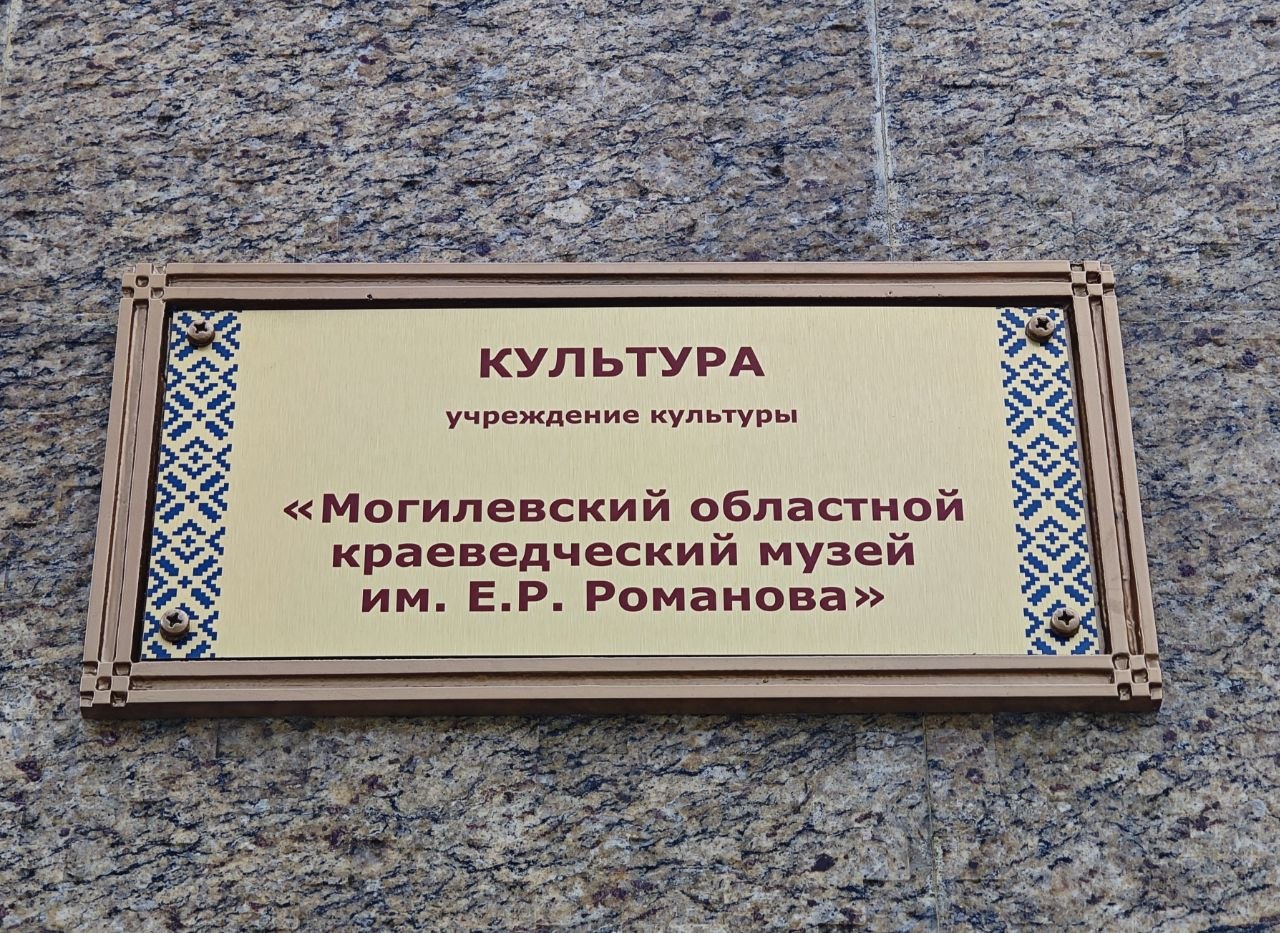 КУЛЬТУРА
учреждение культуры
«Могилевский областной
краеведческий музей
им. Е.Р. Романова»